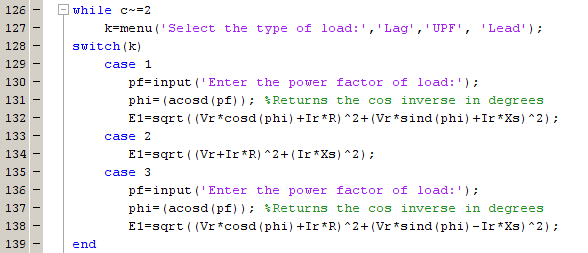 126 - while c~=2
127 - k=menu('Select the type of load:','Lag','UPF', 'Lead');
128 - switch(k)
129 - case 1
130 - pf=input('Enter the power factor of load:');
131 - phi=(acosd(pf)); %Returns the cos inverse in degrees
132 - E1=sqrt((Vr*cosd(phi)+Ir*R)^2+(Vr*sind(phi)+Ir*Xs)^2);
133 - case 2
134 - E1=sqrt((Vr+Ir*R)^2+(Ir*Xs)^2);
135 - case 3
136 - pf=input('Enter the power factor of load:');
137 - phi=(acosd(pf)); %Returns the cos inverse in degrees
138 - E1=sqrt((Vr*cosd(phi)+Ir*R)^2+(Vr*sind(phi)-Ir*Xs)^2);
139 - end